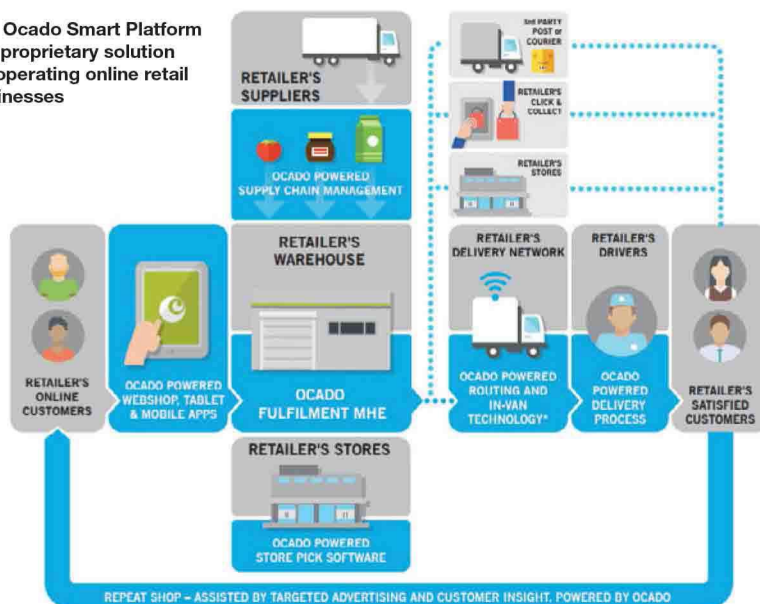 Ocado Smart Platform
proprietary solution
operating online retail
RETAILER'S
SUPPLIERS
OCADO POWERED
SUPPLY CHAIN MANAGEMENT
3rd PARTY
POST or
COURIER
RETAILER'S
CLICK &
COLLECT
RETAILER'S
STORES
RETAILER'S
ONLINE
CUSTOMERS
OCADO POWERED
WEBSHOP, TABLET
& MOBILE APPS
RETAILER'S
WAREHOUSE
OCADO
FULFILMENT MHE
RETAILER'S
DELIVERY NETWORK
OCADO POWERED
ROUTING AND
IN-VAN
TECHNOLOGY*
RETAILER'S
DRIVERS
OCADO
POWERED
DELIVERY
PROCESS
RETAILER'S
SATISFIED
CUSTOMERS
RETAILER'S STORES
OCADO POWERED
STORE PICK SOFTWARE
REPEAT SHOP – ASSISTED BY TARGETED ADVERTISING AND CUSTOMER INSIGHT, POWERED BY OCADO